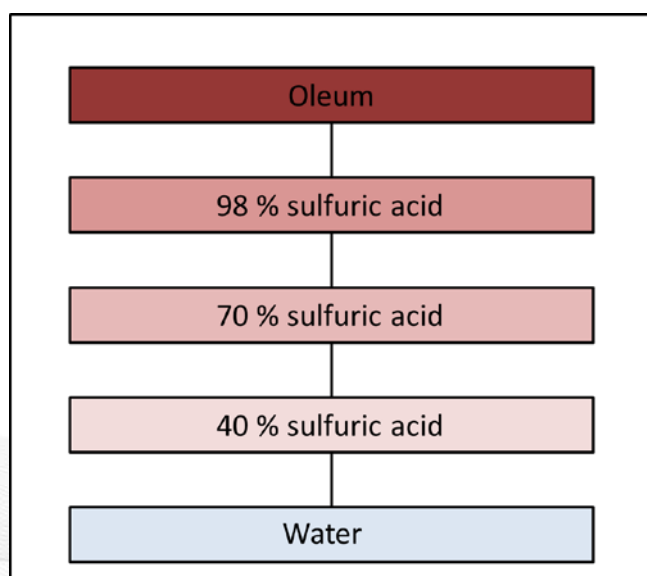 Oleum
98 % sulfuric acid
70 % sulfuric acid
40 % sulfuric acid
Water